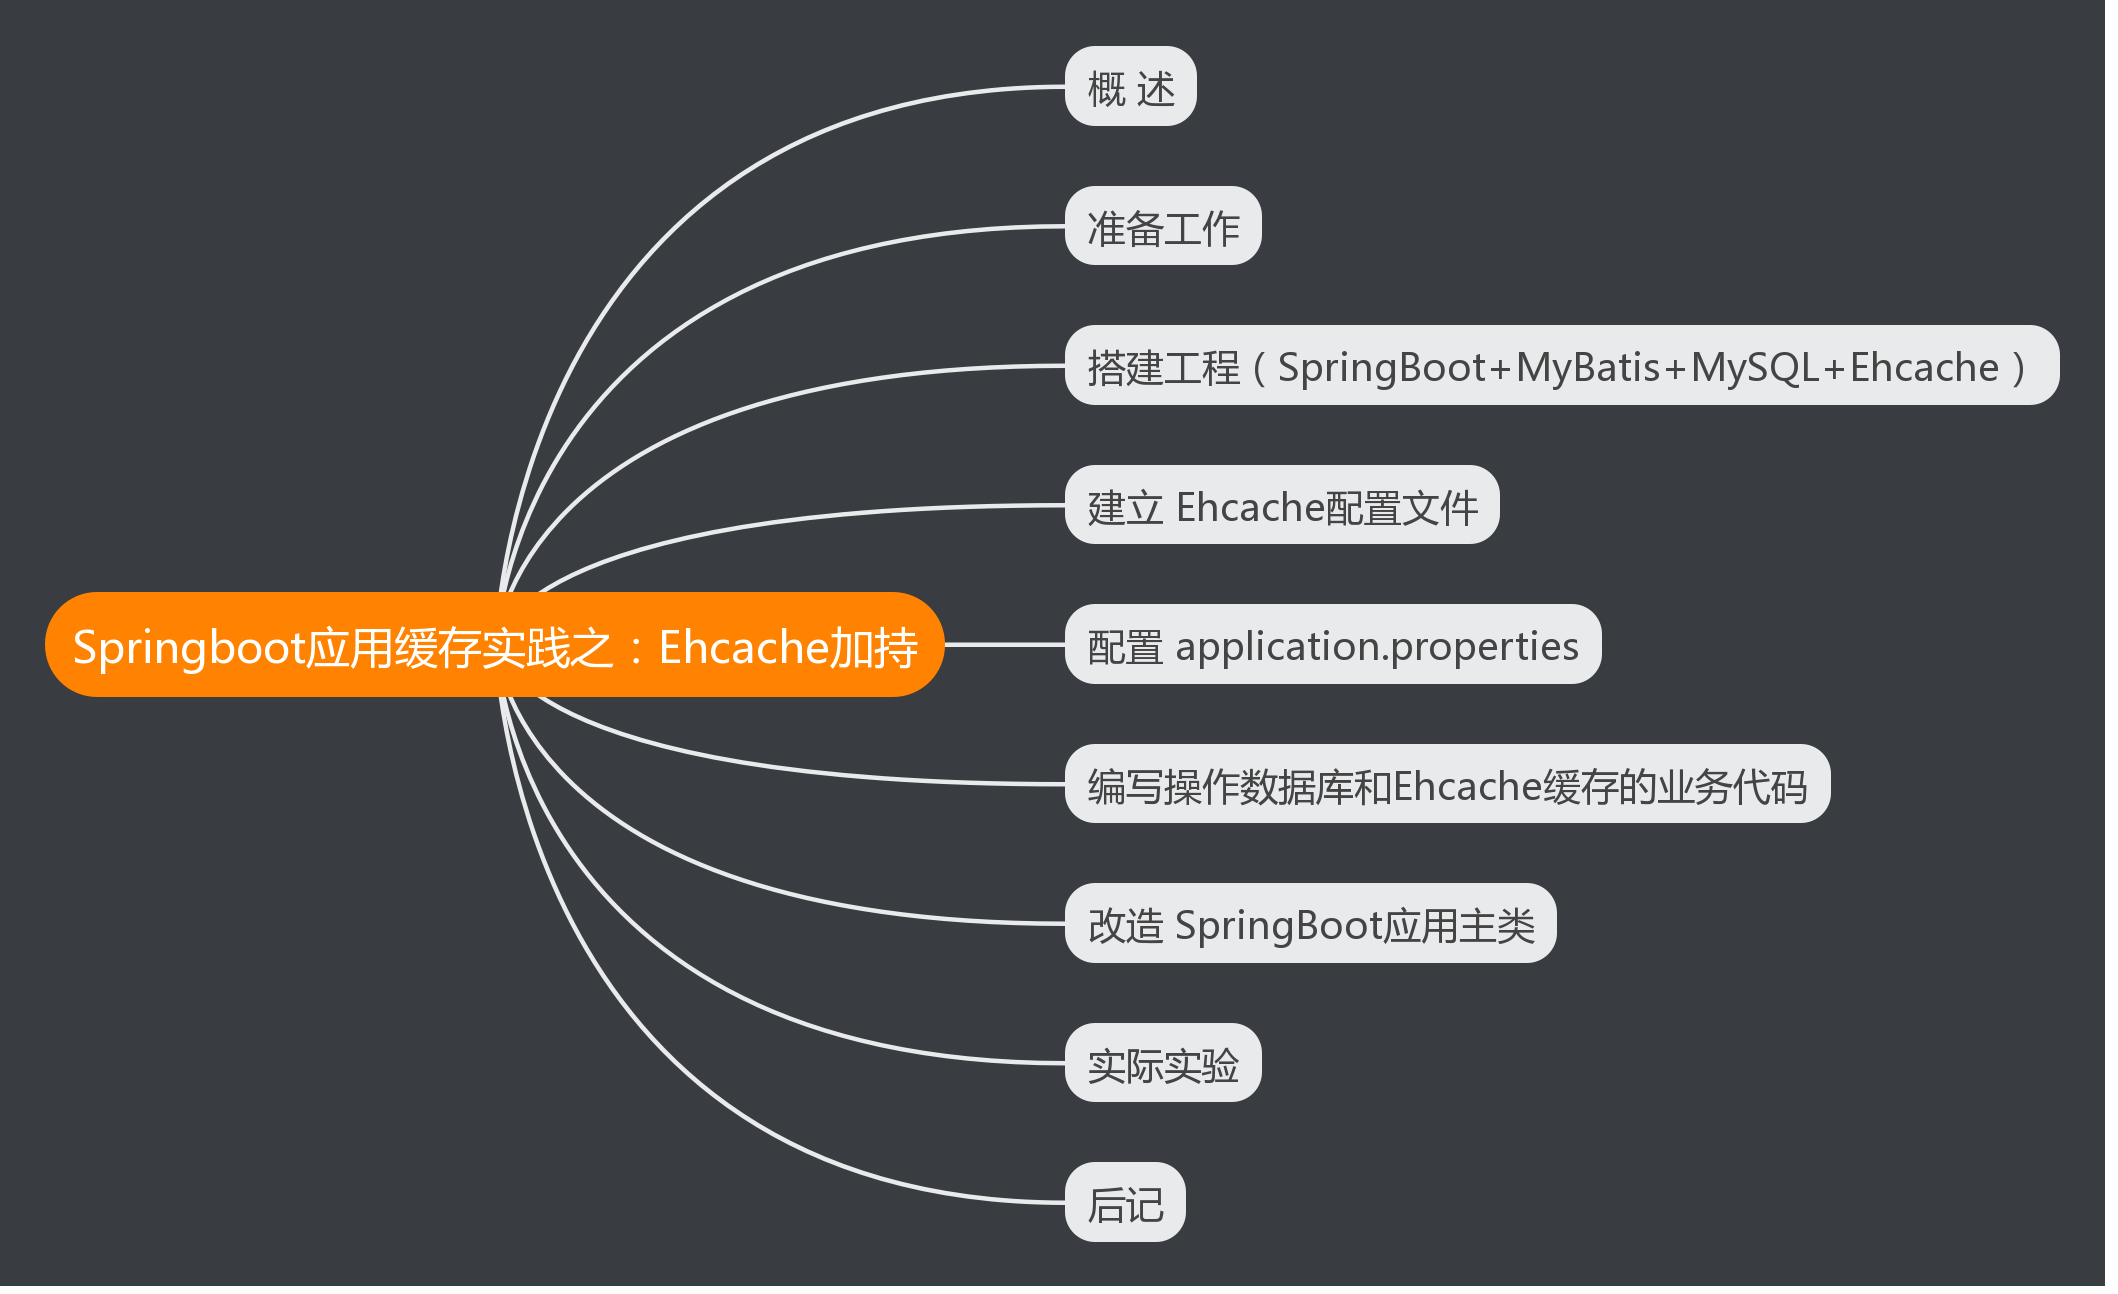 概 述
准备工作
搭建工程（SpringBoot+MyBatis+MySQL+Ehcache）
建立 Ehcache配置文件
Springboot应用缓存实践之：Ehcache加持
配置 application.properties
编写操作数据库和Ehcache缓存的业务代码
改造 SpringBoot应用主类
实际实验
后记